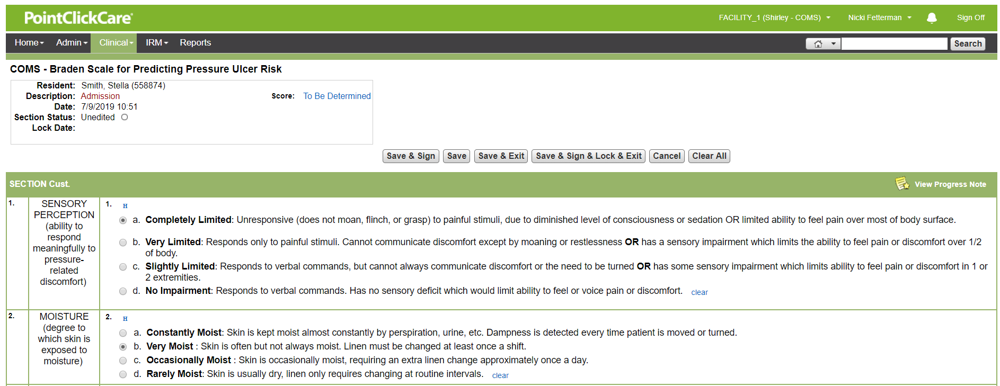 PointClickCare®
FACILITY_1 (Shirley - COMS)
Nicki Fetterman
Sign Off
Home
Admin
Clinical
IRM
Reports
Search
COMS - Braden Scale for Predicting Pressure Ulcer Risk
Resident: Smith, Stella (558874)
Description: Admission
Score: To Be Determined
Date: 7/9/2019 10:51
Section Status: Unedited
Lock Date:
Save & Sign
Save
Save & Exit
Save & Sign & Lock & Exit
Cancel
Clear All
SECTION Cust.
View Progress Note
1.
SENSORY
PERCEPTION
(ability to
respond
meaningfully to
pressure-
related
discomfort)
1. H
a. Completely Limited: Unresponsive (does not moan, flinch, or grasp) to painful stimuli, due to diminished level of consciousness or sedation OR limited ability to feel pain over most of body surface.
b. Very Limited: Responds only to painful stimuli. Cannot communicate discomfort except by moaning or restlessness OR has a sensory impairment which limits the ability to feel pain or discomfort over 1/2
of body.
c. Slightly Limited: Responds to verbal commands, but cannot always communicate discomfort or the need to be turned OR has some sensory impairment which limits ability to feel pain or discomfort in 1 or
2 extremities.
d. No Impairment: Responds to verbal commands. Has no sensory deficit which would limit ability to feel or voice pain or discomfort. clear
2.
MOISTURE
(degree to
which skin is
exposed to
moisture)
2. H
a. Constantly Moist: Skin is kept moist almost constantly by perspiration, urine, etc. Dampness is detected every time patient is moved or turned.
b. Very Moist : Skin is often but not always moist. Linen must be changed at least once a shift.
c. Occasionally Moist : Skin is occasionally moist, requiring an extra linen change approximately once a day.
d. Rarely Moist: Skin is usually dry, linen only requires changing at routine intervals. clear